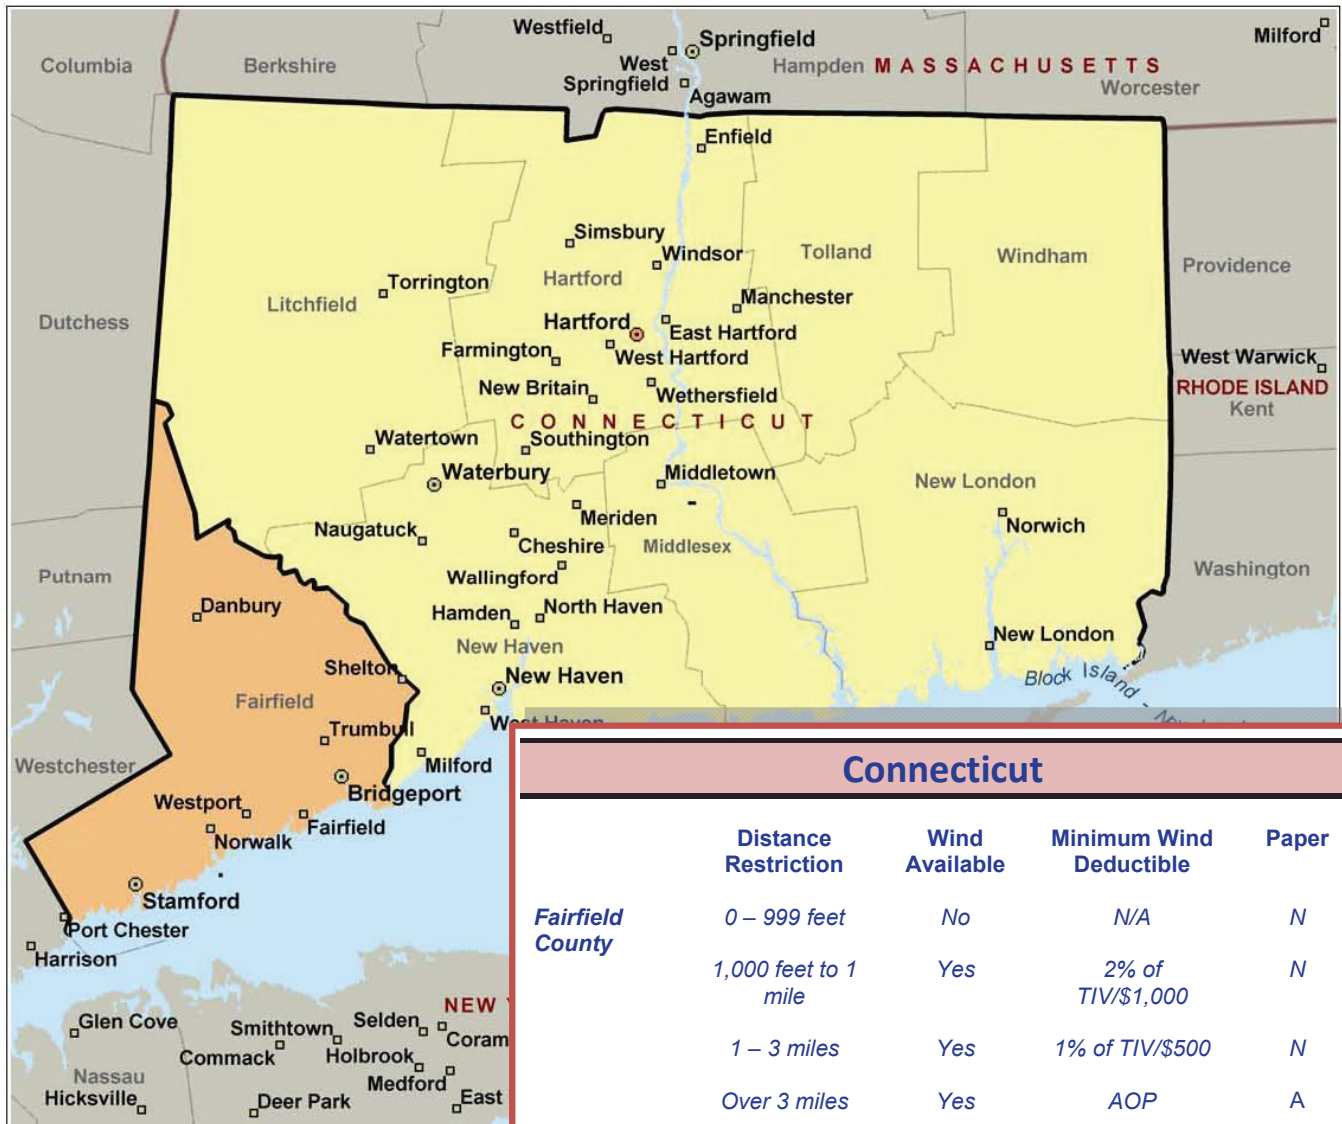 Westfield
Springfield
Milford
West
Springfield
Columbia
Berkshire
Hampden
MASSACHUSETTS
Worcester
Agawam
Enfield
Simsbury
Windsor
Tolland
Windham
Providence
Hartford
Torrington
Litchfield
Manchester
Dutchess
Hartford
East Hartford
Farmington
West Hartford
West Warwick
New Britain
Wethersfield
RHODE ISLAND
Kent
CONNECTICUT
Watertown
Southington
Waterbury
Middletown
New London
Meriden
Norwich
Naugatuck
Cheshire
Middlesex
Wallingford
Putnam
Washington
Danbury
Hamden
North Haven
New Haven
New London
Shelton
New Haven
Block Island -
Fairfield
West Haven
Trumbull
Westchester
Milford
Bridgeport
Westport
Fairfield
Norwalk
Stamford
Port Chester
Harrison
NEW
Glen Cove
Smithtown
Selden
Coram
Commack
Holbrook
Nassau
Medford
Hicksville
Deer Park
East
Connecticut
Distance Restriction Wind Available Minimum Wind Deductible Paper
Fairfield County 0 – 999 feet No N/A N
1,000 feet to 1 mile Yes 2% of TIV/$1,000 N
1 – 3 miles Yes 1% of TIV/$500 N
Over 3 miles Yes AOP A